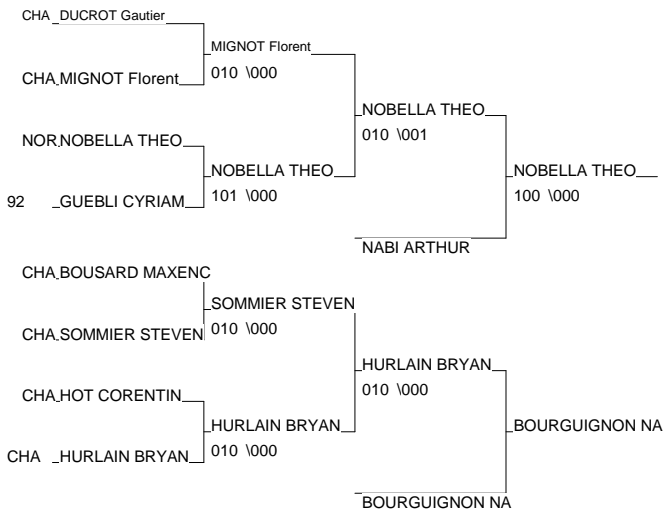 CHA DUCROT Gautier
MIGNOT Florent
CHA MIGNOT Florent
010 \000
NOBELLA THEO
010 \001
NOR NOBELLA THEO
NOBELLA THEO
101 \000
NOBELLA THEO
100 \000
92 GUEBLI CYRIAM
NABI ARTHUR
CHA BOUSARD MAXENC
SOMMIER STEVEN
010 \000
CHA SOMMIER STEVEN
HURLAIN BRYAN
010 \000
CHA HOT CORENTIN
HURLAIN BRYAN
010 \000
BOURGUIGNON NA
CHA HURLAIN BRYAN
BOURGUIGNON NA